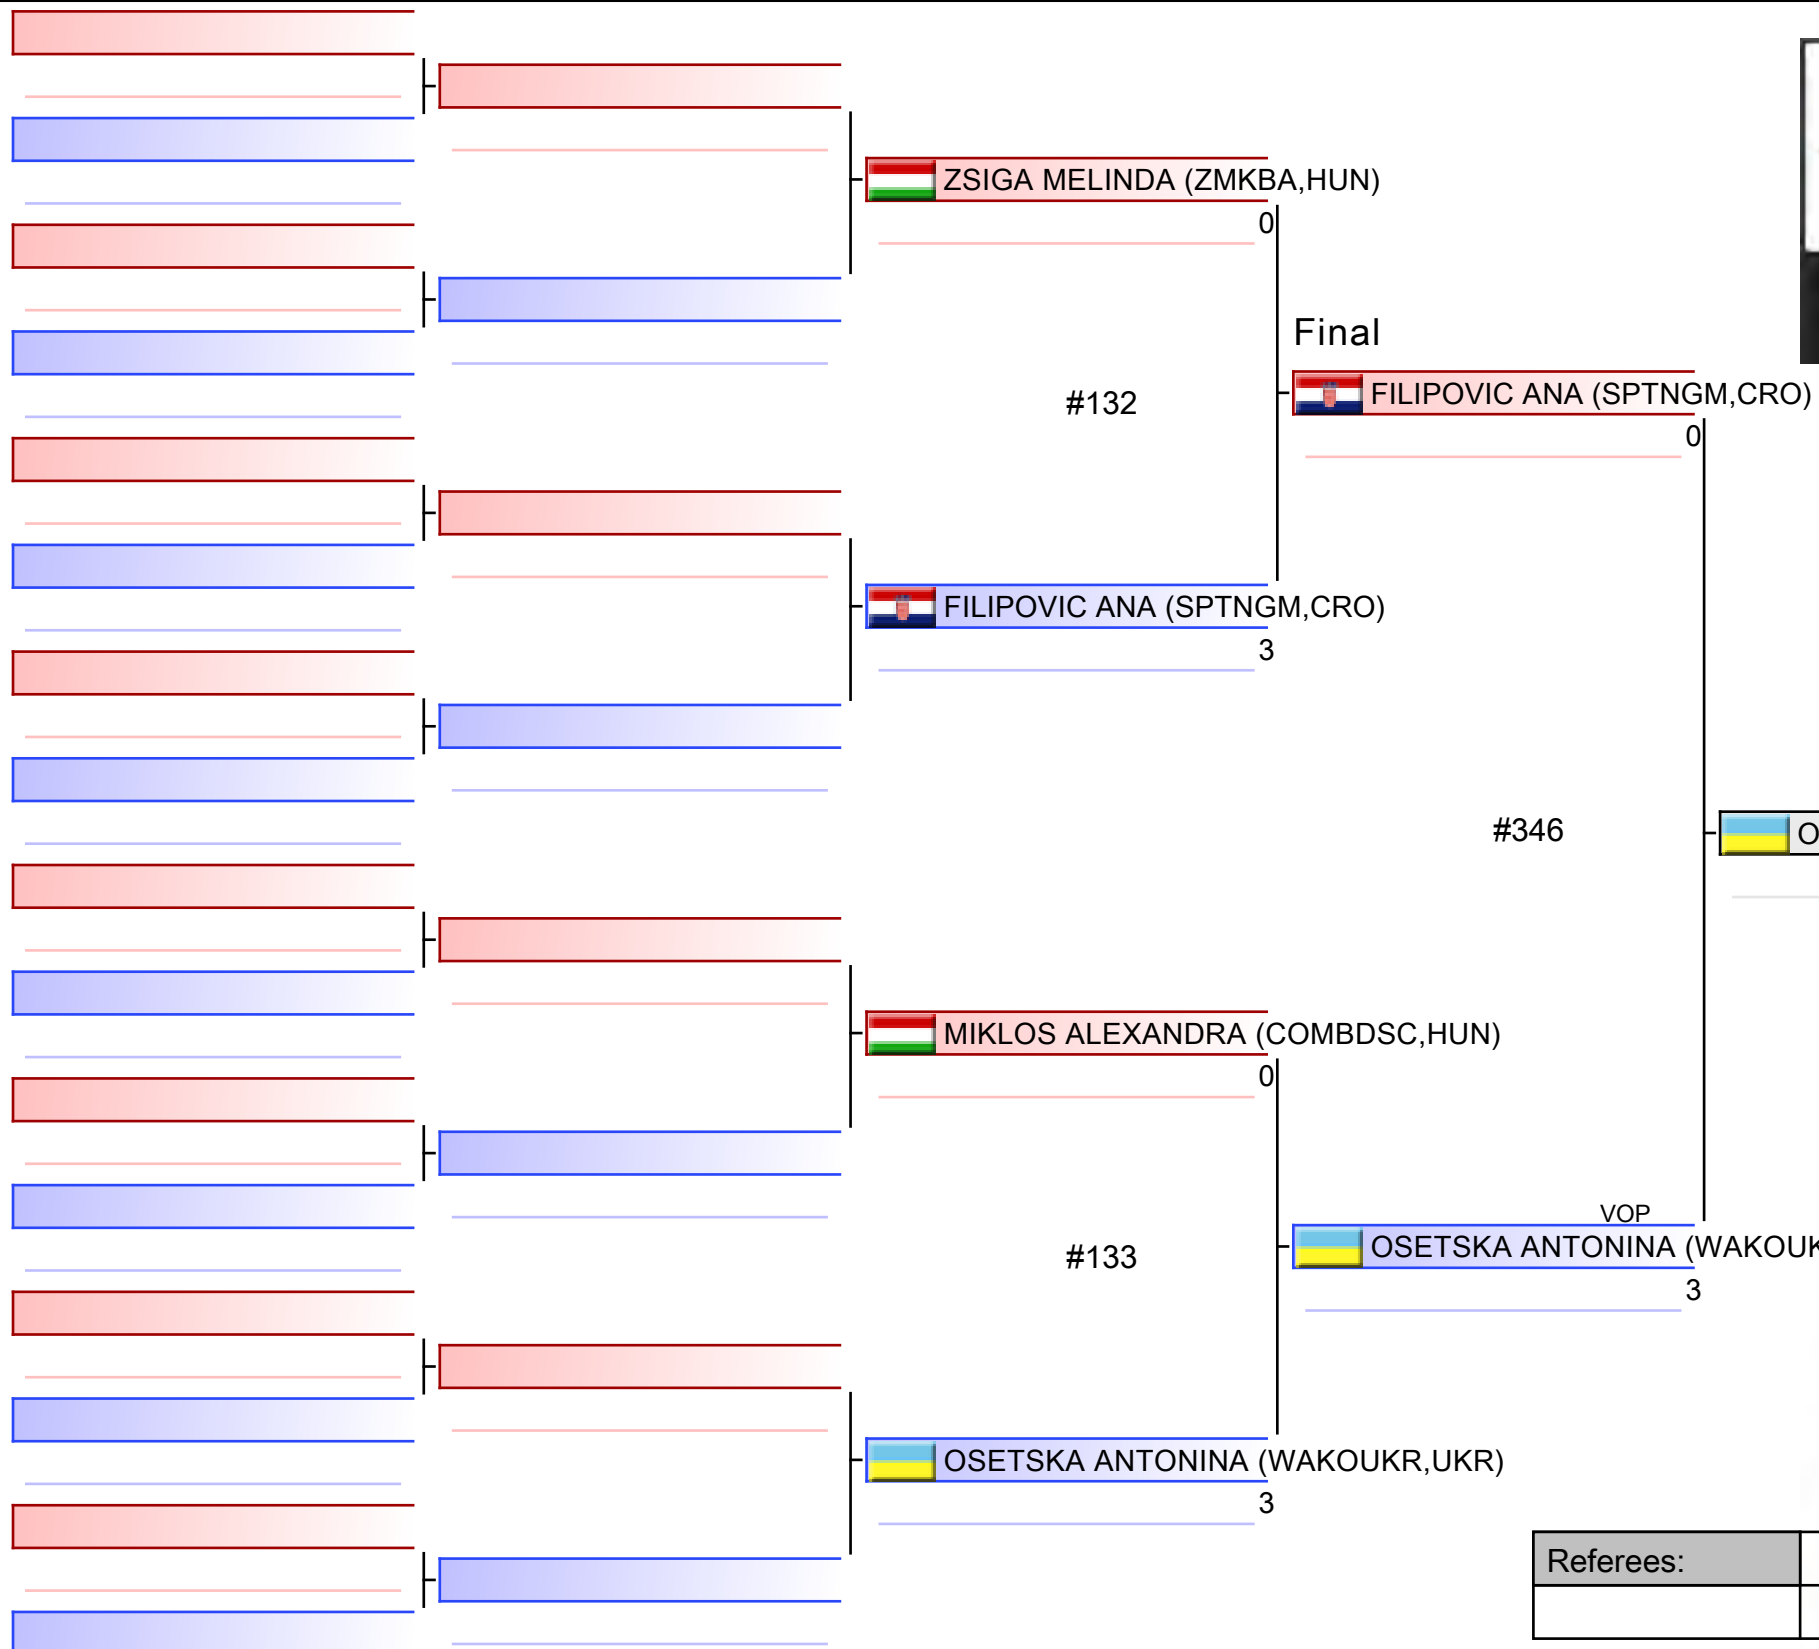 ZSIGA MELINDA (ZMKBA,HUN)
0
Final
#132
FILIPOVIC ANA (SPTNGM,CRO)
0
FILIPOVIC ANA (SPTNGM,CRO)
3
#346
O
MIKLOS ALEXANDRA (COMBDSC,HUN)
0
VOP
#133
OSETSKA ANTONINA (WAKOUK
3
OSETSKA ANTONINA (WAKOUKR,UKR)
3
Referees: